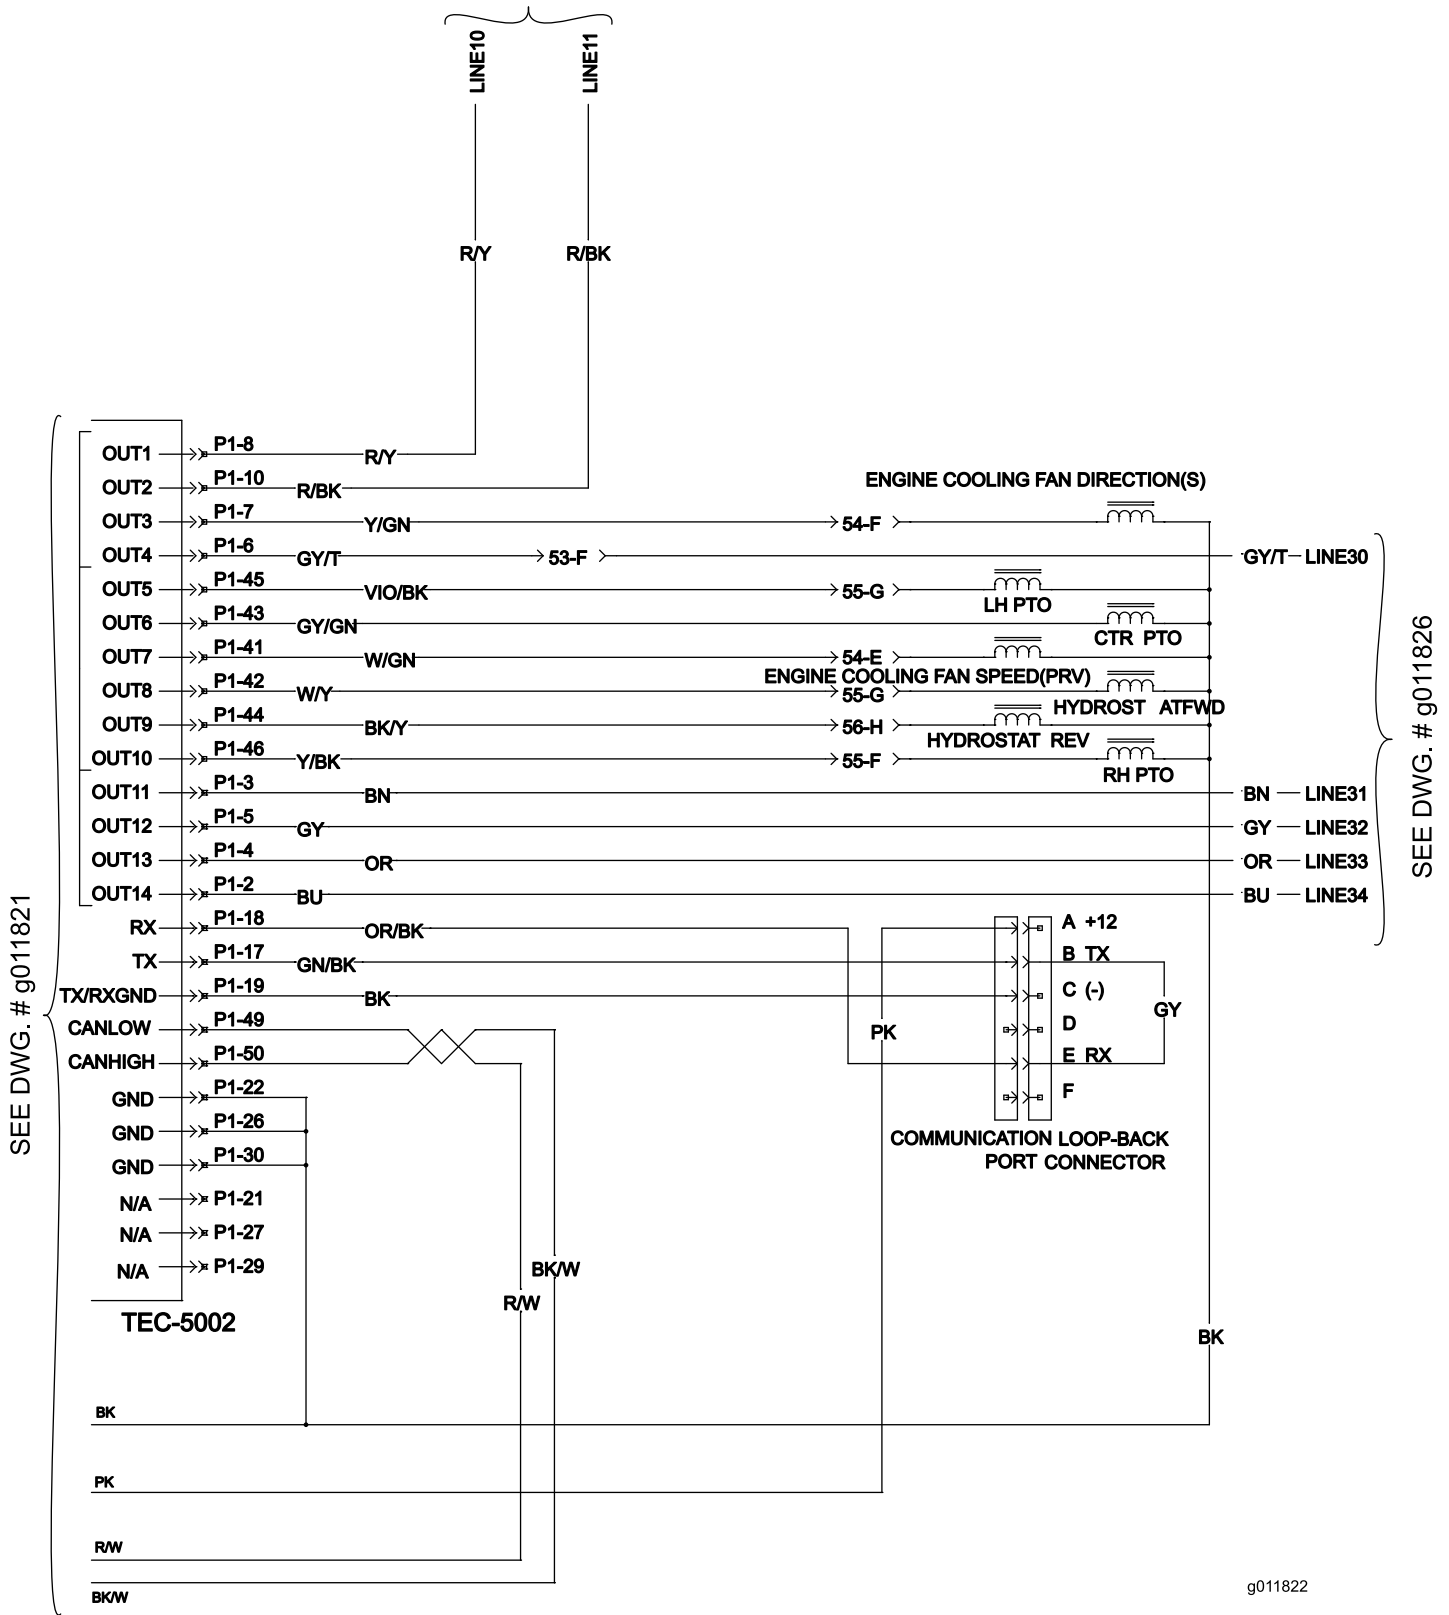 LINE10
LINE11
R/Y
R/BK
OUT1 P1-8 R/Y
OUT2 P1-10 R/BK
ENGINE COOLING FAN DIRECTION(S)
OUT3 P1-7 Y/GN 54-F
OUT4 P1-6 GY/T 53-F GY/T LINE30
OUT5 P1-45 VIO/BK 55-G
LH PTO
OUT6 P1-43 GY/GN
CTR PTO
OUT7 P1-41 W/GN 54-E
ENGINE COOLING FAN SPEED(PRV)
OUT8 P1-42 W/Y 55-G
HYDROST ATFWD
OUT9 P1-44 BK/Y 56-H
HYDROSTAT REV
OUT10 P1-46 Y/BK 55-F
RH PTO
OUT11 P1-3 BN BN LINE31
OUT12 P1-5 GY GY LINE32
OUT13 P1-4 OR OR LINE33
OUT14 P1-2 BU BU LINE34
SEE DWG. # g011826
SEE DWG. # g011821
RX P1-18 OR/BK A +12
TX P1-17 GN/BK B TX
TX/RXGND P1-19 BK C (-)
GY
CANLOW P1-49 PK D
CANHIGH P1-50 E RX
GND P1-22 F
GND P1-26
COMMUNICATION LOOP-BACK
GND P1-30
PORT CONNECTOR
N/A P1-21
N/A P1-27
N/A P1-29
BK/W
R/W
TEC-5002
BK
BK
PK
R/W
BK/W
g011822